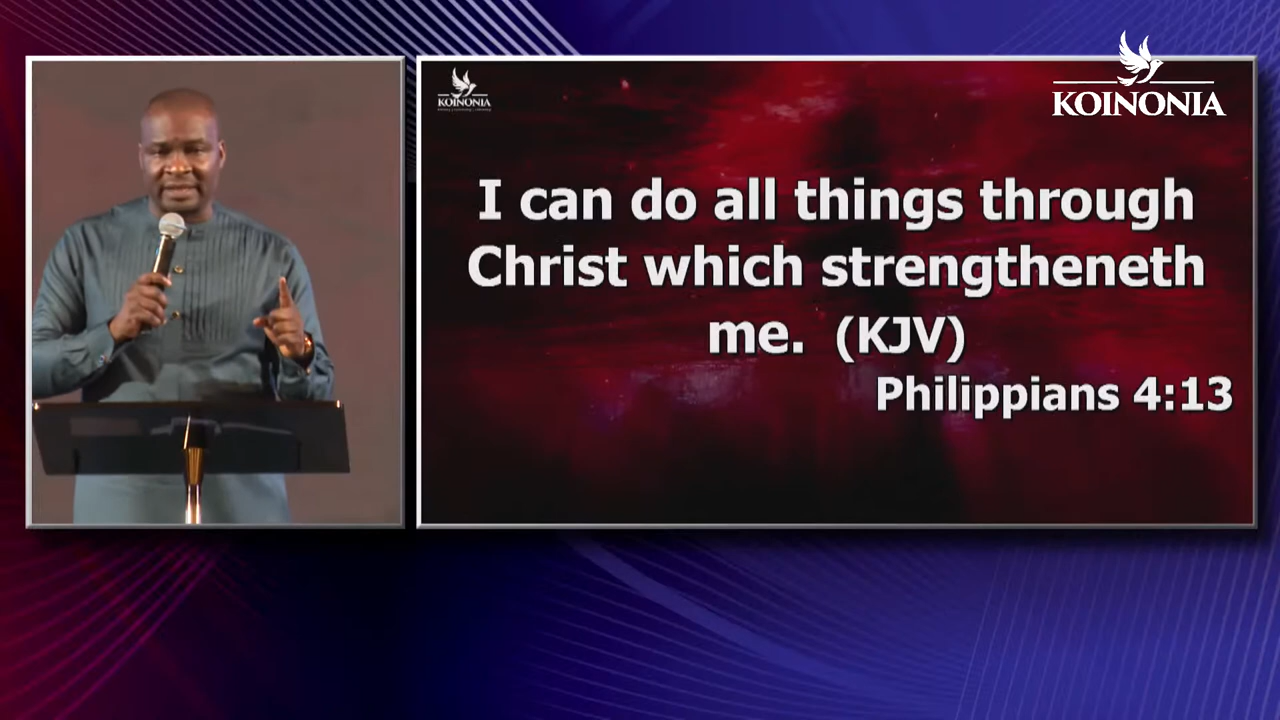 KOINONIA
KOINONIA
I can do all things through
Christ which strengtheneth
me. (KJV)
Philippians 4:13